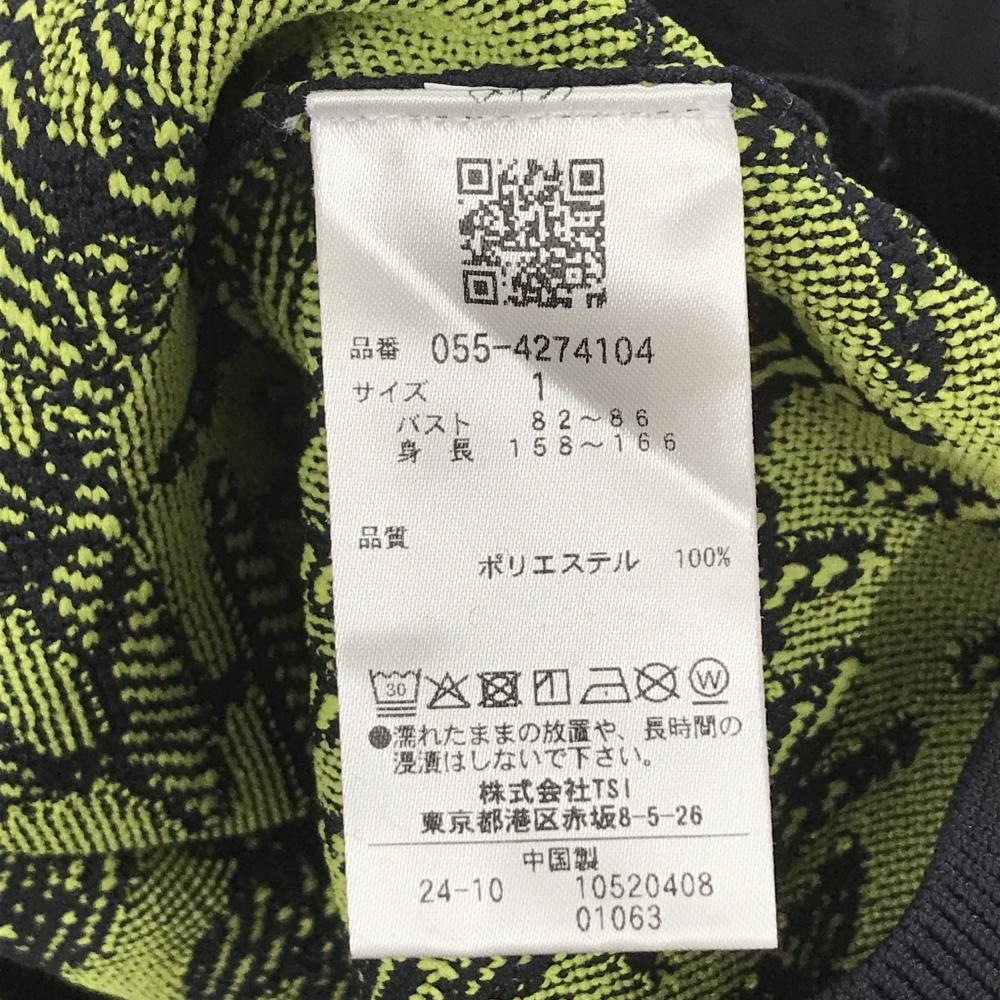 品番 055-4274104
サイズ 1
バスト 82～86
身長 158～166
品質
ポリエステル 100%
30 W
●濡れたままの放置や、長時間の
浸漬はしないで下さい。
株式会社TSI
東京都港区赤坂8-5-26
中国製
24-10 10520408
01063